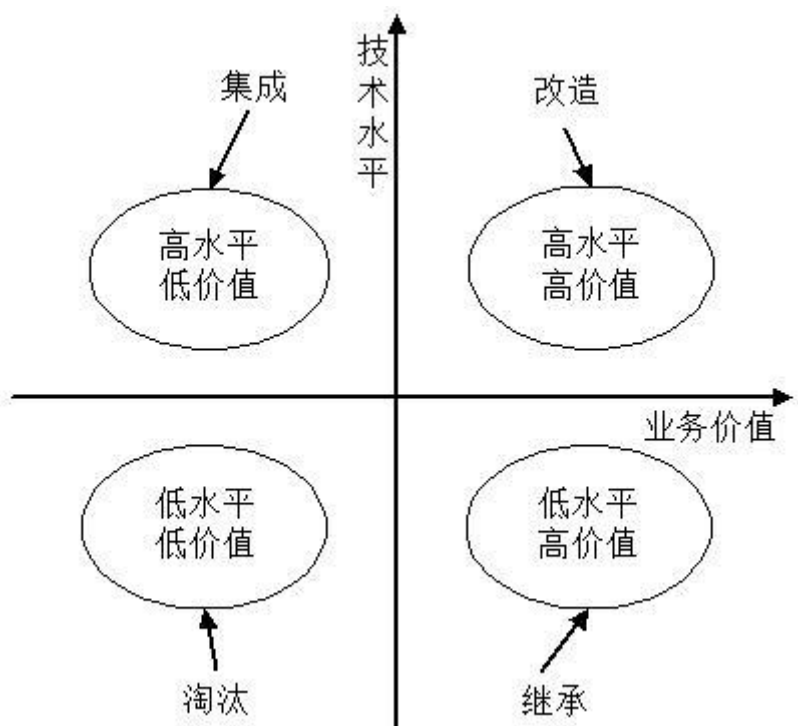 技术水平
集成
改造
高水平
低价值
高水平
高价值
业务价值
低水平
低价值
低水平
高价值
淘汰
继承